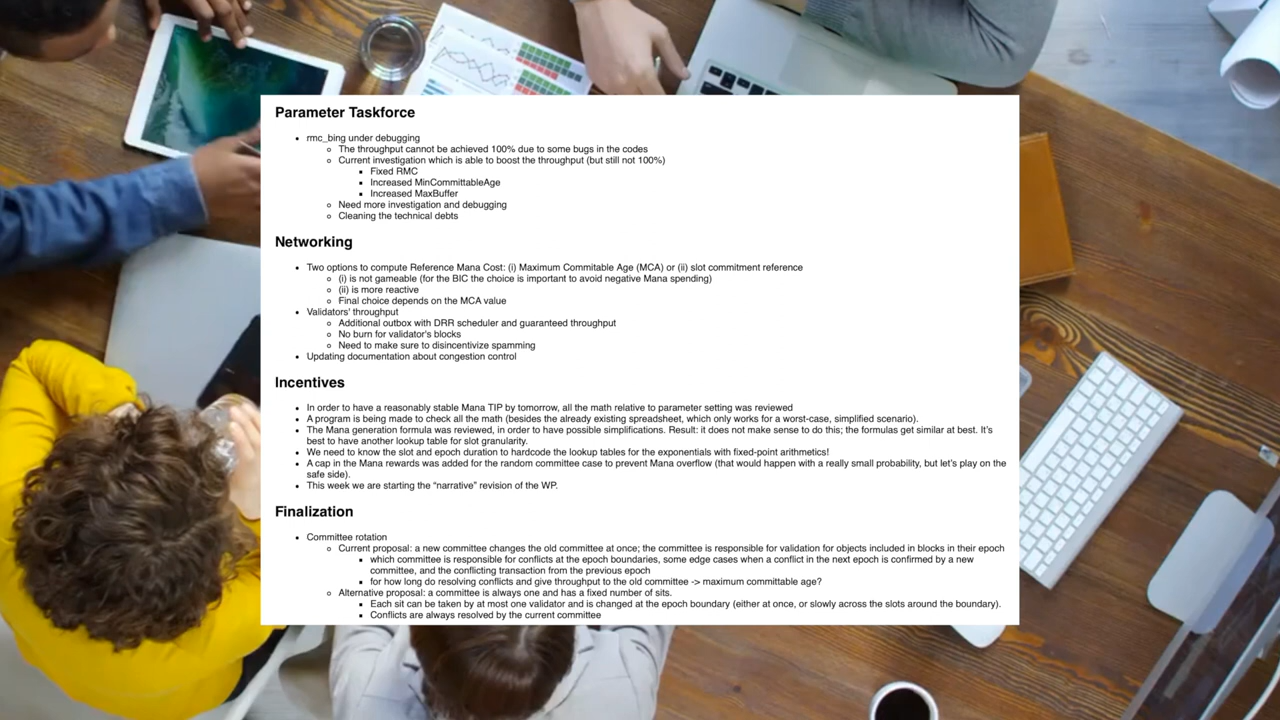 Parameter Taskforce
• rmc_bing under debugging
◦ The throughput cannot be achieved 100% due to some bugs in the codes
◦ Current investigation which is able to boost the throughput (but still not 100%)
▪ Fixed RMC
▪ Increased MinCommittableAge
▪ Increased MaxBuffer
◦ Need more investigation and debugging
◦ Cleaning the technical debts
Networking
• Two options to compute Reference Mana Cost: (i) Maximum Commitable Age (MCA) or (ii) slot commitment reference
◦ (i) is not gameable (for the BIC the choice is important to avoid negative Mana spending)
◦ (ii) is more reactive
◦ Final choice depends on the MCA value
• Validators' throughput
◦ Additional outbox with DRR scheduler and guaranteed throughput
◦ No burn for validator's blocks
◦ Need to make sure to disincentivize spamming
• Updating documentation about congestion control
Incentives
• In order to have a reasonably stable Mana TIP by tomorrow, all the math relative to parameter setting was reviewed
• A program is being made to check all the math (besides the already existing spreadsheet, which only works for a worst-case, simplified scenario).
• The Mana generation formula was reviewed, in order to have possible simplifications. Result: it does not make sense to do this; the formulas get similar at best. It's
best to have another lookup table for slot granularity.
• We need to know the slot and epoch duration to hardcode the lookup tables for the exponentials with fixed-point arithmetics!
• A cap in the Mana rewards was added for the random committee case to prevent Mana overflow (that would happen with a really small probability, but let's play on the
safe side).
• This week we are starting the “narrative” revision of the WP.
Finalization
• Committee rotation
◦ Current proposal: a new committee changes the old committee at once; the committee is responsible for validation for objects included in blocks in their epoch
▪ which committee is responsible for conflicts at the epoch boundaries, some edge cases when a conflict in the next epoch is confirmed by a new
committee, and the conflicting transaction from the previous epoch
▪ for how long do resolving conflicts and give throughput to the old committee -> maximum committable age?
◦ Alternative proposal: a committee is always one and has a fixed number of sits.
▪ Each sit can be taken by at most one validator and is changed at the epoch boundary (either at once, or slowly across the slots around the boundary).
▪ Conflicts are always resolved by the current committee